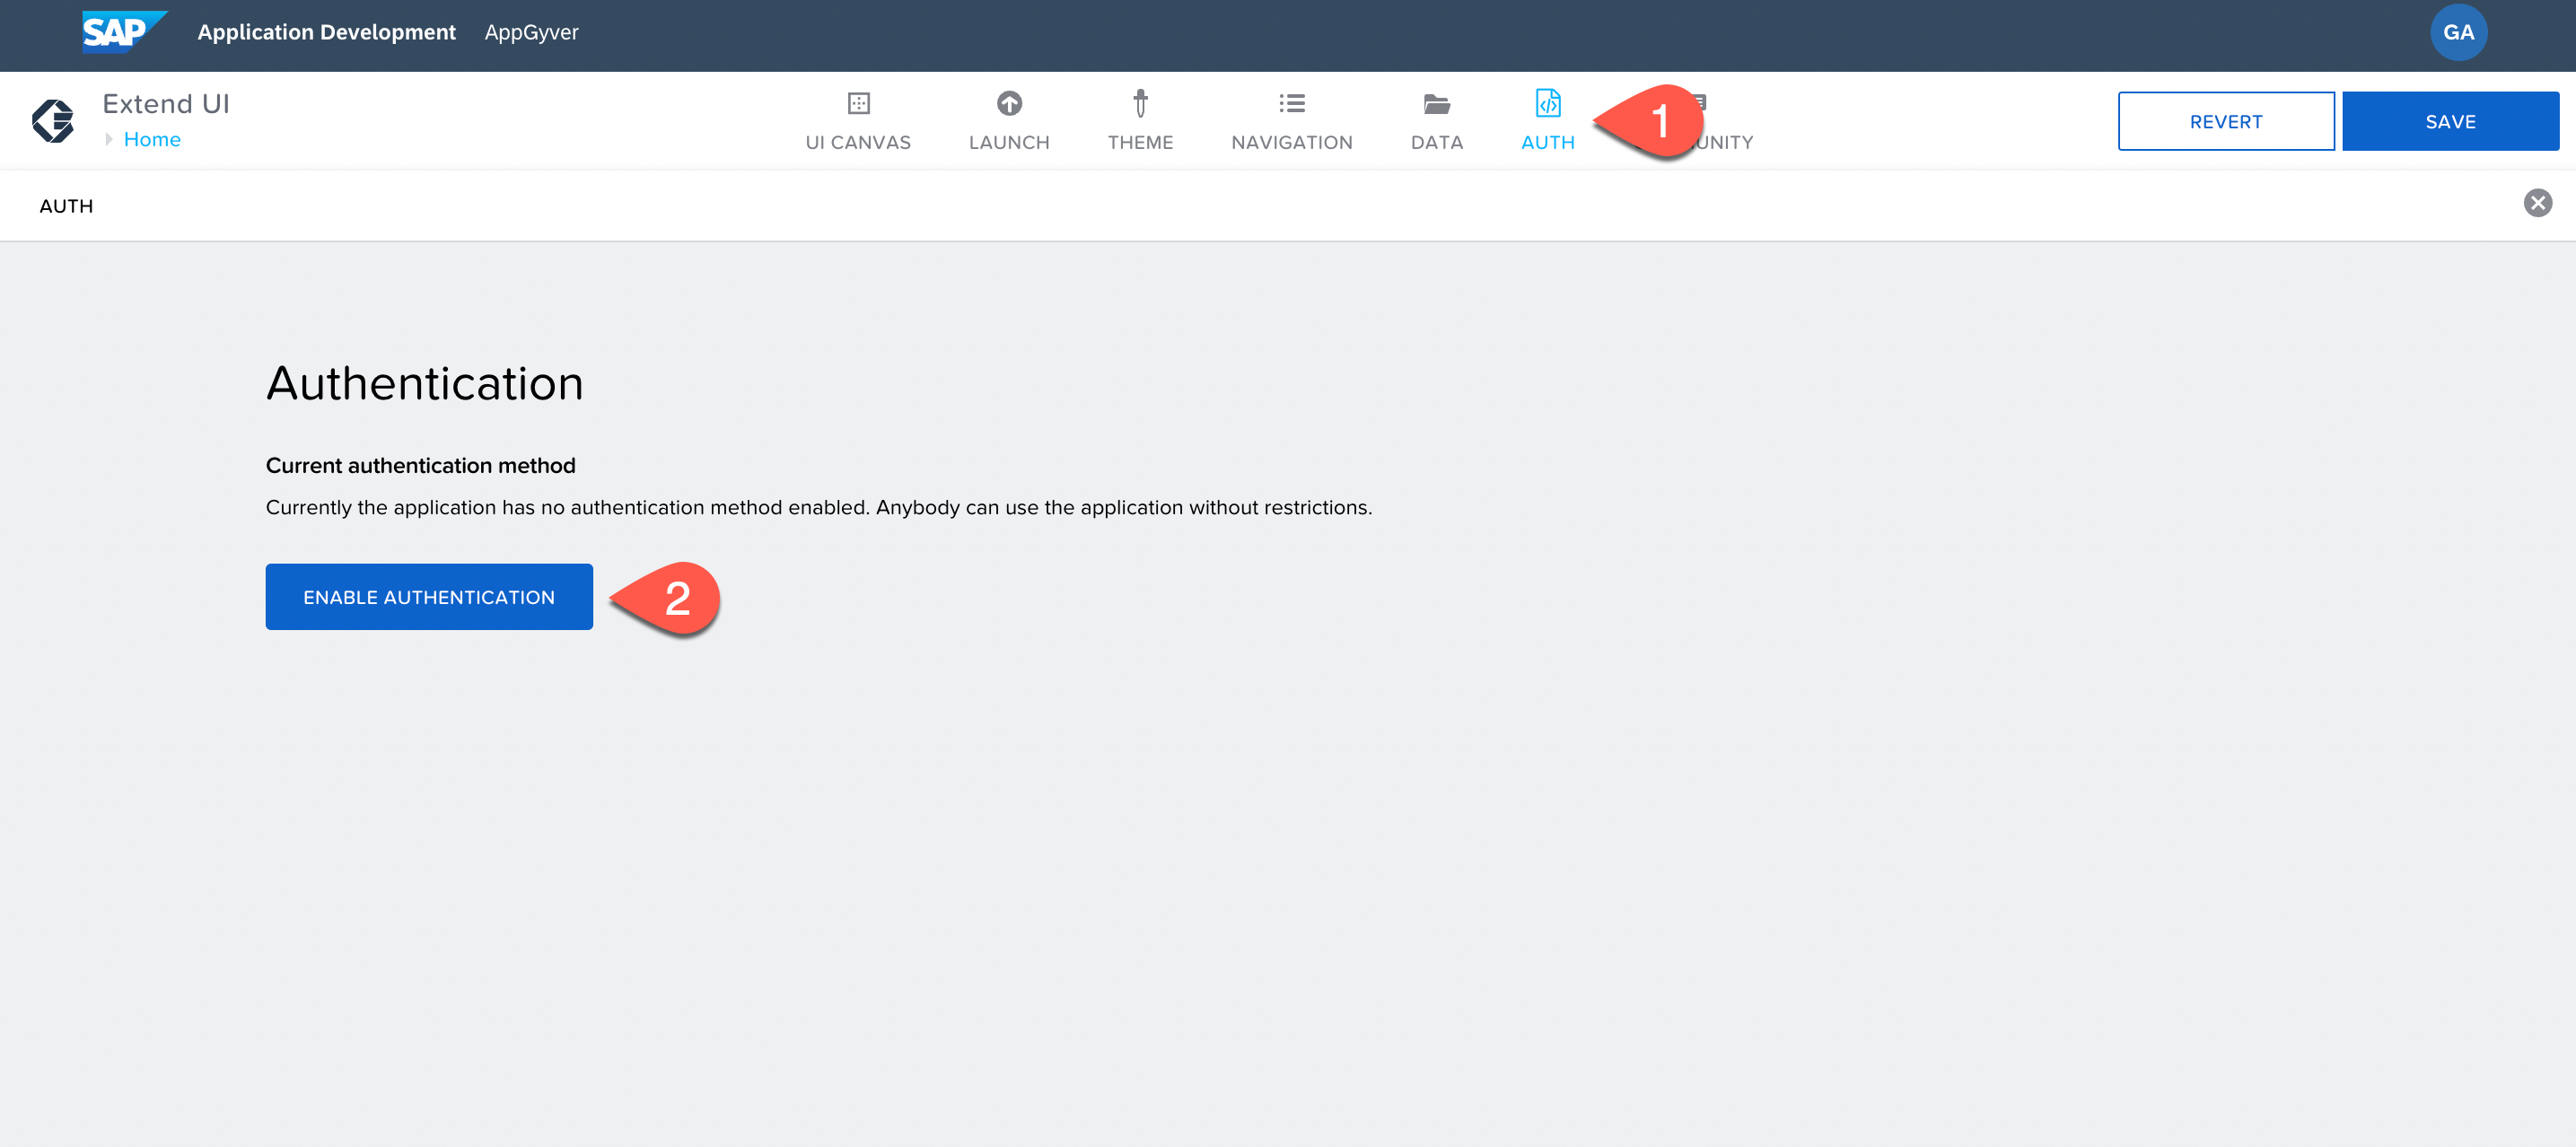 SAP Application Development AppGyver GA
Extend UI
Home
UI CANVAS LAUNCH THEME NAVIGATION DATA AUTH 1 UNITY
REVERT SAVE
AUTH
Authentication
Current authentication method
Currently the application has no authentication method enabled. Anybody can use the application without restrictions.
ENABLE AUTHENTICATION 2